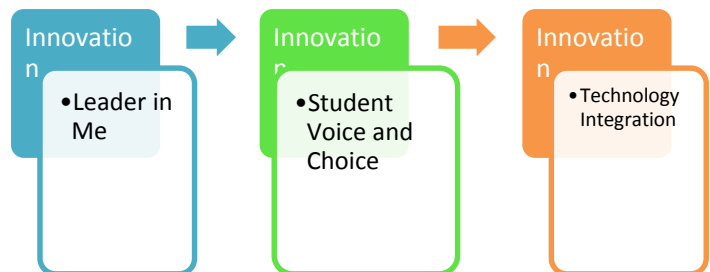 Innovatio
n
•Leader in
Me
Innovatio
n
•Student
Voice and
Choice
Innovatio
n
•Technology
Integration